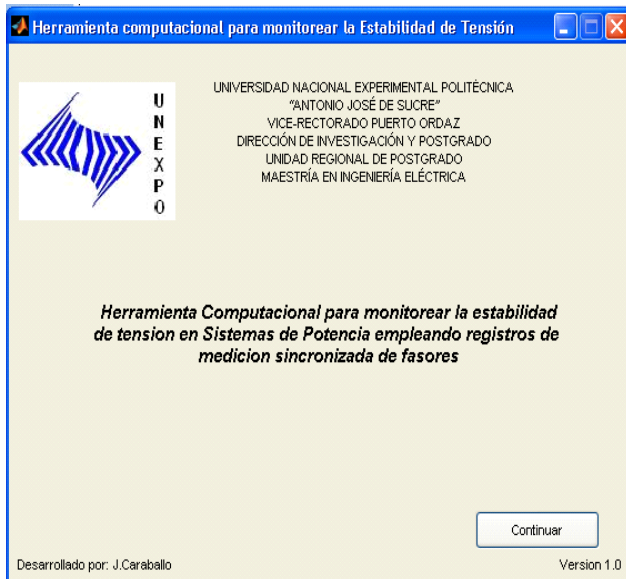 Herramienta computacional para monitorear la Estabilidad de Tensión
UNEXPO
UNIVERSIDAD NACIONAL EXPERIMENTAL POLITÉCNICA
"ANTONIO JOSÉ DE SUCRE"
VICE-RECTORADO PUERTO ORDAZ
DIRECCIÓN DE INVESTIGACIÓN Y POSTGRADO
UNIDAD REGIONAL DE POSTGRADO
MAESTRÍA EN INGENIERÍA ELÉCTRICA
Herramienta Computacional para monitorear la estabilidad
de tension en Sistemas de Potencia empleando registros de
medicion sincronizada de fasores
Continuar
Desarrollado por: J.Caraballo
Version 1.0